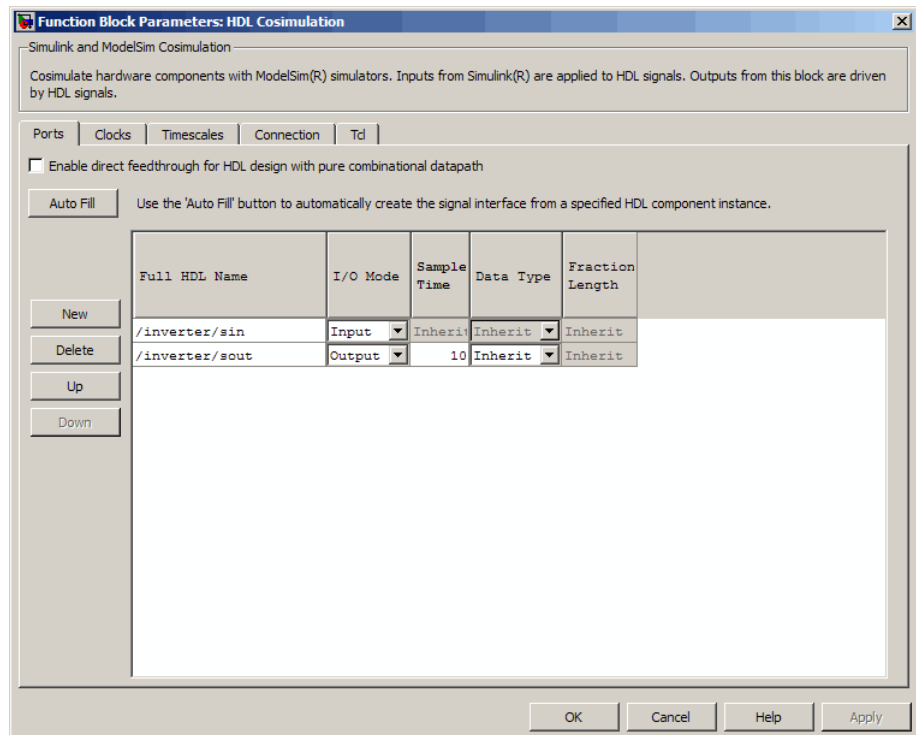 Function Block Parameters: HDL Cosimulation
Simulink and ModelSim Cosimulation
Cosimulate hardware components with ModelSim(R) simulators. Inputs from Simulink(R) are applied to HDL signals. Outputs from this block are driven
by HDL signals.
Ports Clocks Timescales Connection Tcl
Enable direct feedthrough for HDL design with pure combinational datapath
Auto Fill Use the 'Auto Fill' button to automatically create the signal interface from a specified HDL component instance.
Full HDL Name I/O Mode Sample Time Data Type Fraction Length
New
/inverter/sin Input Inherit Inherit Inherit
Delete
/inverter/sout Output 10 Inherit Inherit
Up
Down
OK Cancel Help Apply